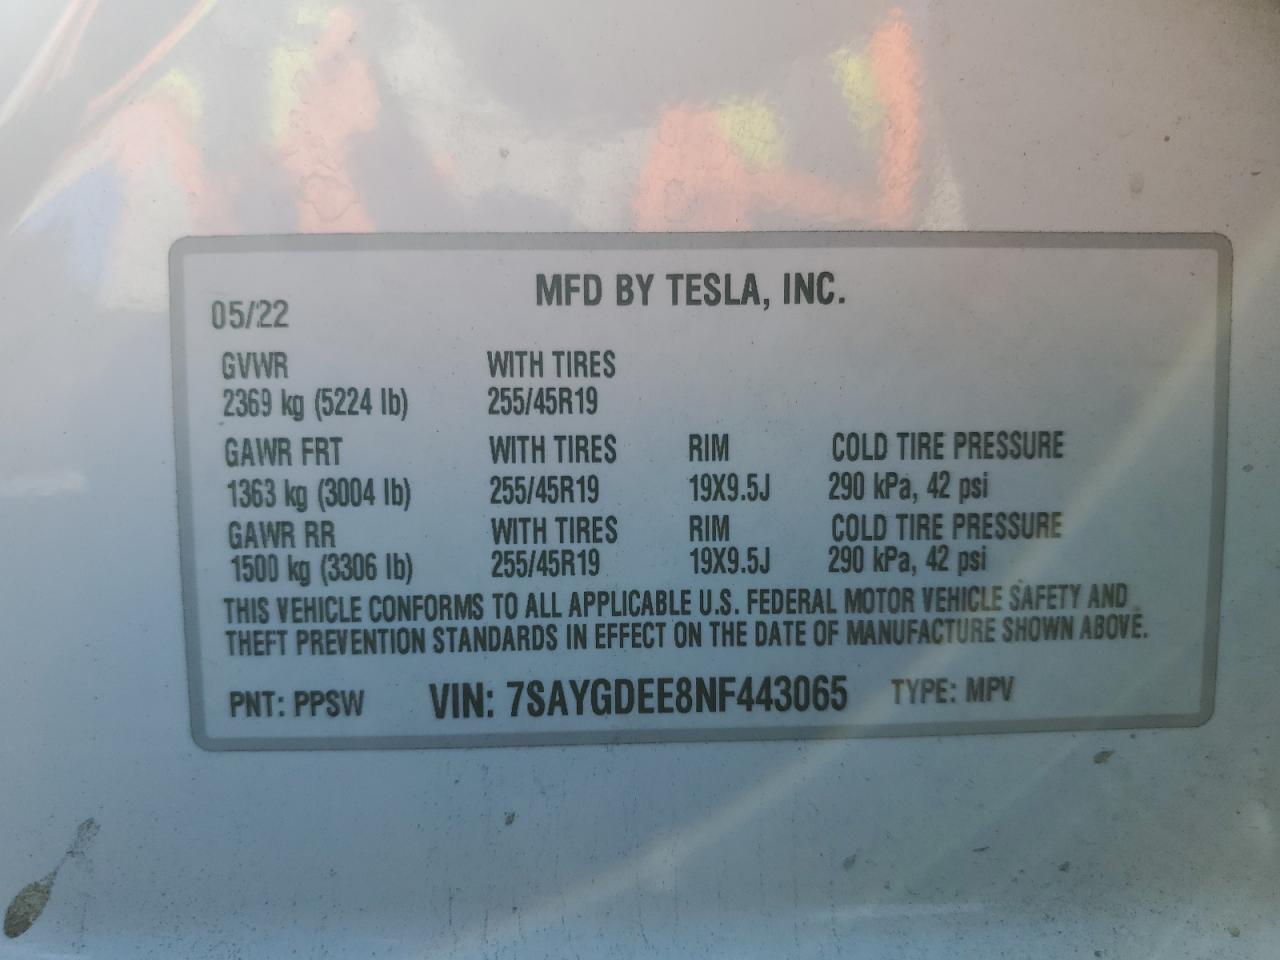 MFD BY TESLA, INC.
05/22
GVWR WITH TIRES
2369 kg (5224 lb) 255/45R19
GAWR FRT WITH TIRES RIM COLD TIRE PRESSURE
1363 kg (3004 lb) 255/45R19 19X9.5J 290 kPa, 42 psi
GAWR RR WITH TIRES RIM COLD TIRE PRESSURE
1500 kg (3306 lb) 255/45R19 19X9.5J 290 kPa, 42 psi
THIS VEHICLE CONFORMS TO ALL APPLICABLE U.S. FEDERAL MOTOR VEHICLE SAFETY AND
THEFT PREVENTION STANDARDS IN EFFECT ON THE DATE OF MANUFACTURE SHOWN ABOVE.
PNT: PPSW VIN: 7SAYGDEE8NF443065 TYPE: MPV